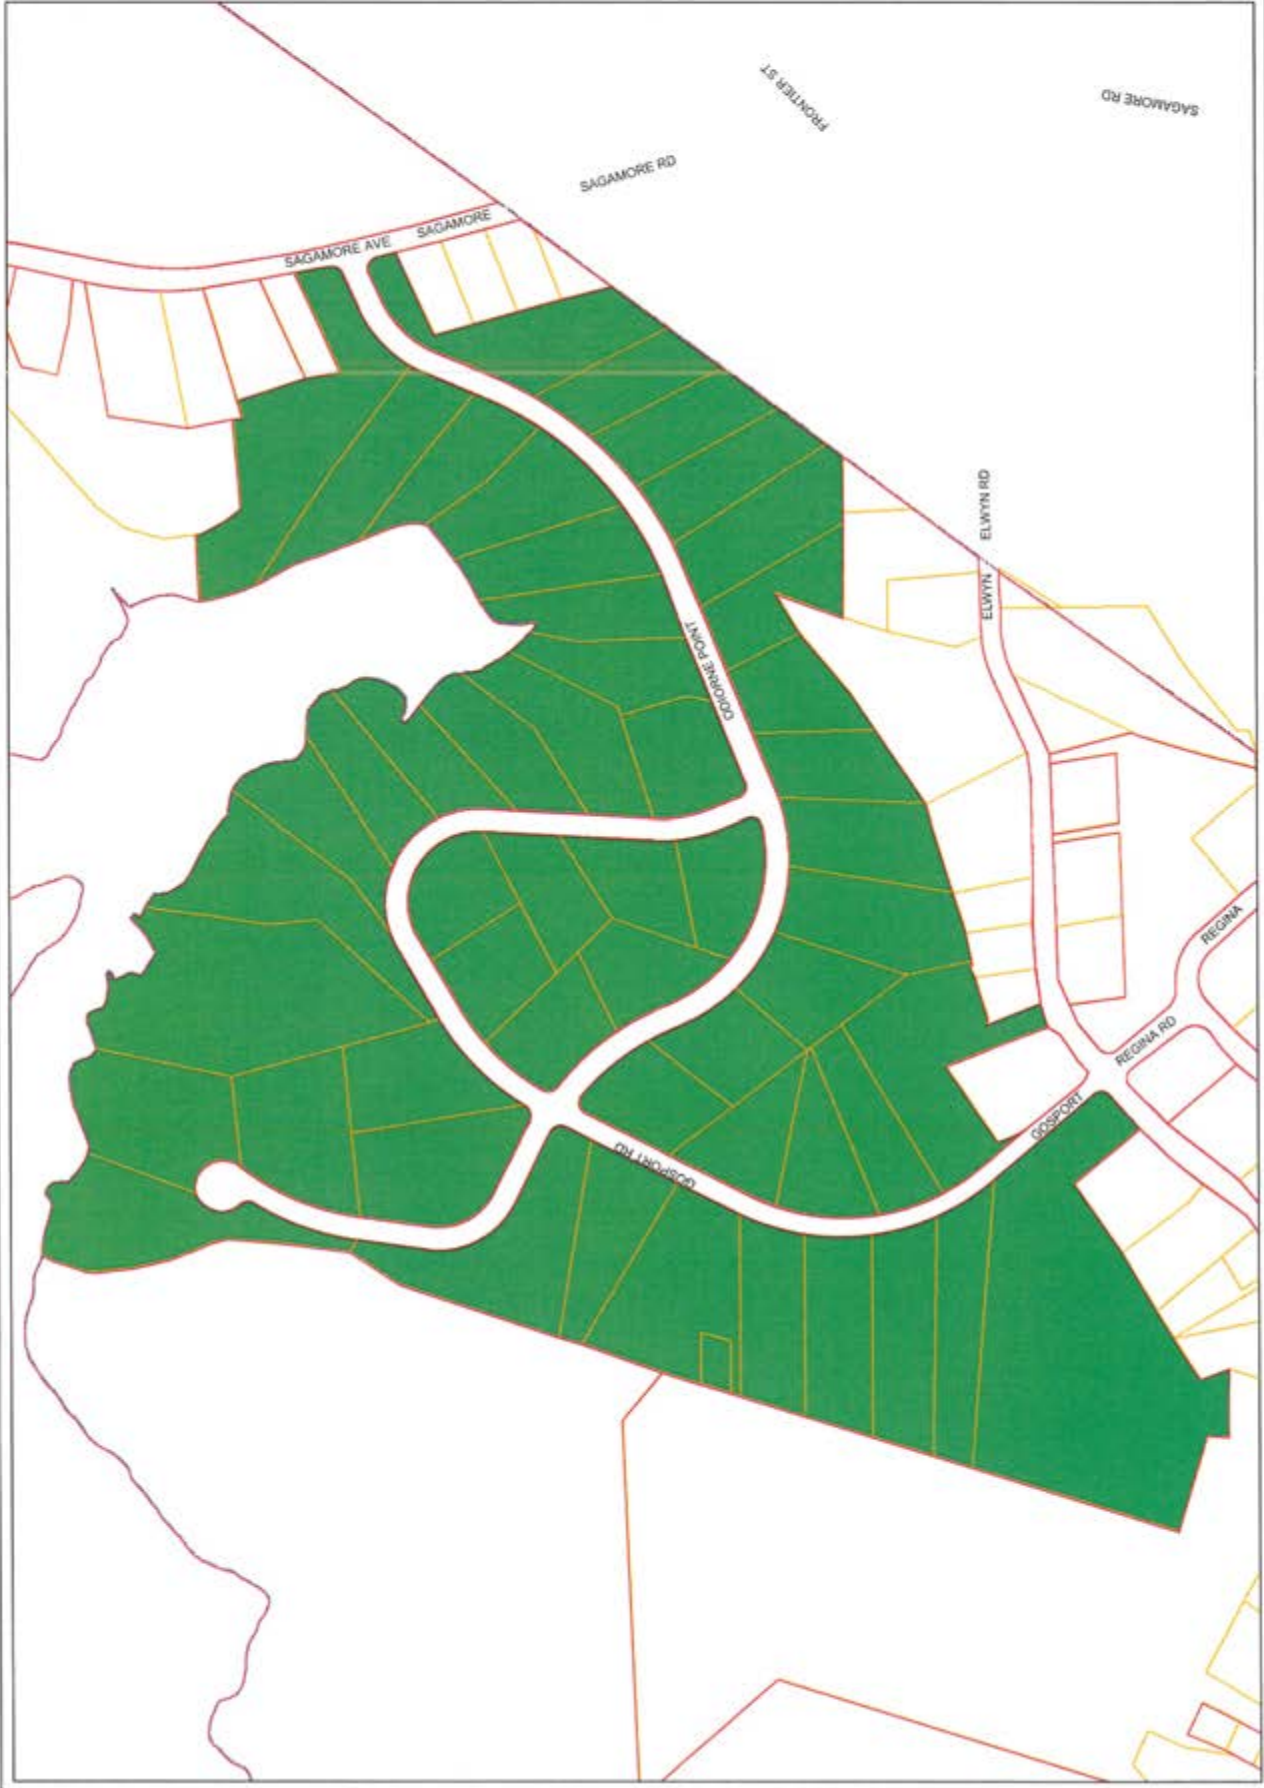 FRONTIER ST
SAGAMORE RD
SAGAMORE RD
SAGAMORE
SAGAMORE AVE
ELWYN RD
ELWYN
ODIORNE POINT
REGINA
REGINA RD
GOSPORT
GOSPORT RD